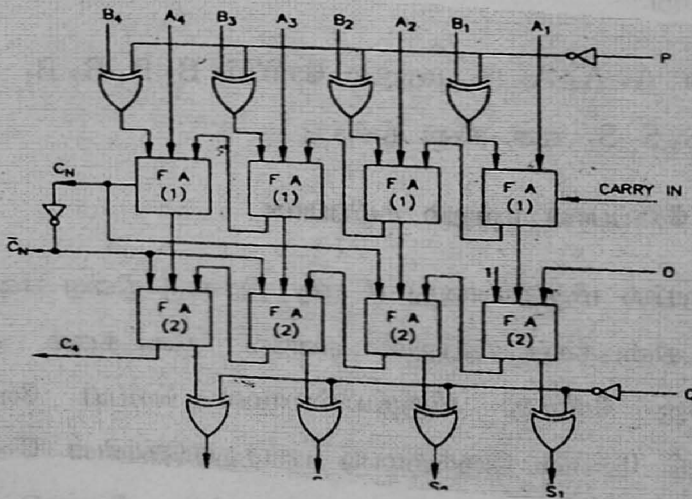 B4 A4 B3 A3 B2 A2 B1 A1
P
F A (1) F A (1) F A (1) F A (1)
CN
CARRY IN
C̅N
1 0
F A (2) F A (2) F A (2) F A (2)
C4
S1